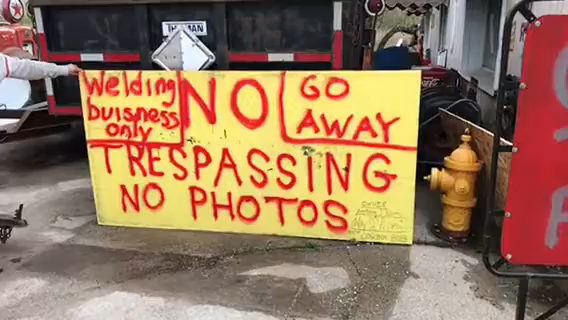 Welding
buisness
only
NO
GO
AWAY
TRESPASSING
NO PHOTOS